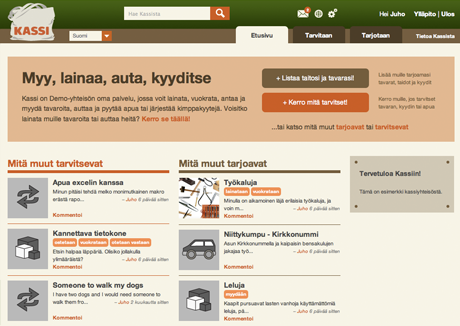 KASSI
Suomi
Hae Kassista
Hei Juho
Ylläpito | Ulos
Etusivu
Tarvitaan
Tarjotaan
Tietoa Kassista
Myy, lainaa, auta, kyyditse
Kassi on Demo-yhteisön oma palvelu, jossa voit lainata, vuokrata, antaa ja
myydä tavaroita, auttaa ja pyytää apua tai järjestää kimppakyytejä. Voisitko
lainata muille tavaroita tai auttaa heitä? Kerro se täällä!
+ Listaa taitosi ja tavarasi!
Lisää muille tarjoamasi
tavarat, taidot ja kyydit
+ Kerro mitä tarvitset!
Kerro muille, jos tarvitset
tavaran, kyydin tai apua
...tai katso mitä muut tarjoavat tai tarvitsevat
Mitä muut tarvitsevat
Apua excelin kanssa
Minun pitäisi tehdä melko monimutkainen makro
erästä rapo...
– Juho 6 päivää sitten
Kommentoi
Kannettava tietokone
ostetaan
vuokrataan
otetaan vastaan
Etsin halpaa läppäriä. Olisiko jollakulla
ylimääräistä?
– Juho 6 päivää sitten
Kommentoi
Someone to walk my dogs
I have two dogs and I would need someone to
walk them fro...
– Juho 2 kuukautta sitten
Kommentoi
Mitä muut tarjoavat
Työkaluja
lainataan
vuokrataan
Minulla on aikamoinen läjä erilaisia työkaluja, ja
voin m...
– Juho 6 päivää sitten
Kommentoi
Niittykumpu - Kirkkonummi
Asun Kirkkonummella ja kaipaisin bensakulujen
jakajaa työ...
– Juho 6 päivää sitten
Kommentoi
Leluja
myydään
Kaapit pursuavat lasten vanhoja käyttämättömiä
leluja, pä...
– Juho 6 päivää sitten
Kommentoi
Tervetuloa Kassiin!
Tämä on esimerkki kassiyhteisöstä.